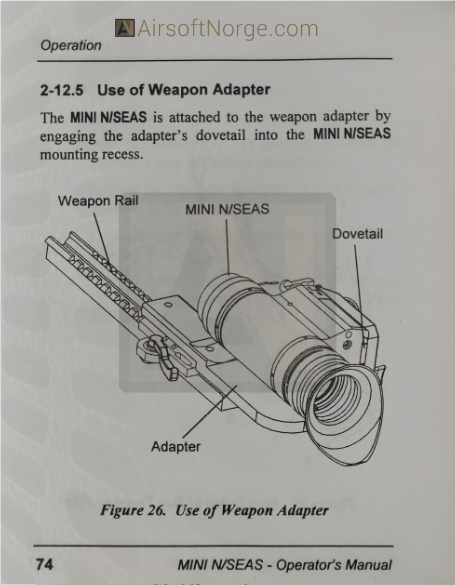 AirsoftNorge.com
Operation
2-12.5 Use of Weapon Adapter
The MINI N/SEAS is attached to the weapon adapter by
engaging the adapter's dovetail into the MINI N/SEAS
mounting recess.
Weapon Rail
MINI N/SEAS
Dovetail
Adapter
Figure 26. Use of Weapon Adapter
74 MINI N/SEAS - Operator's Manual